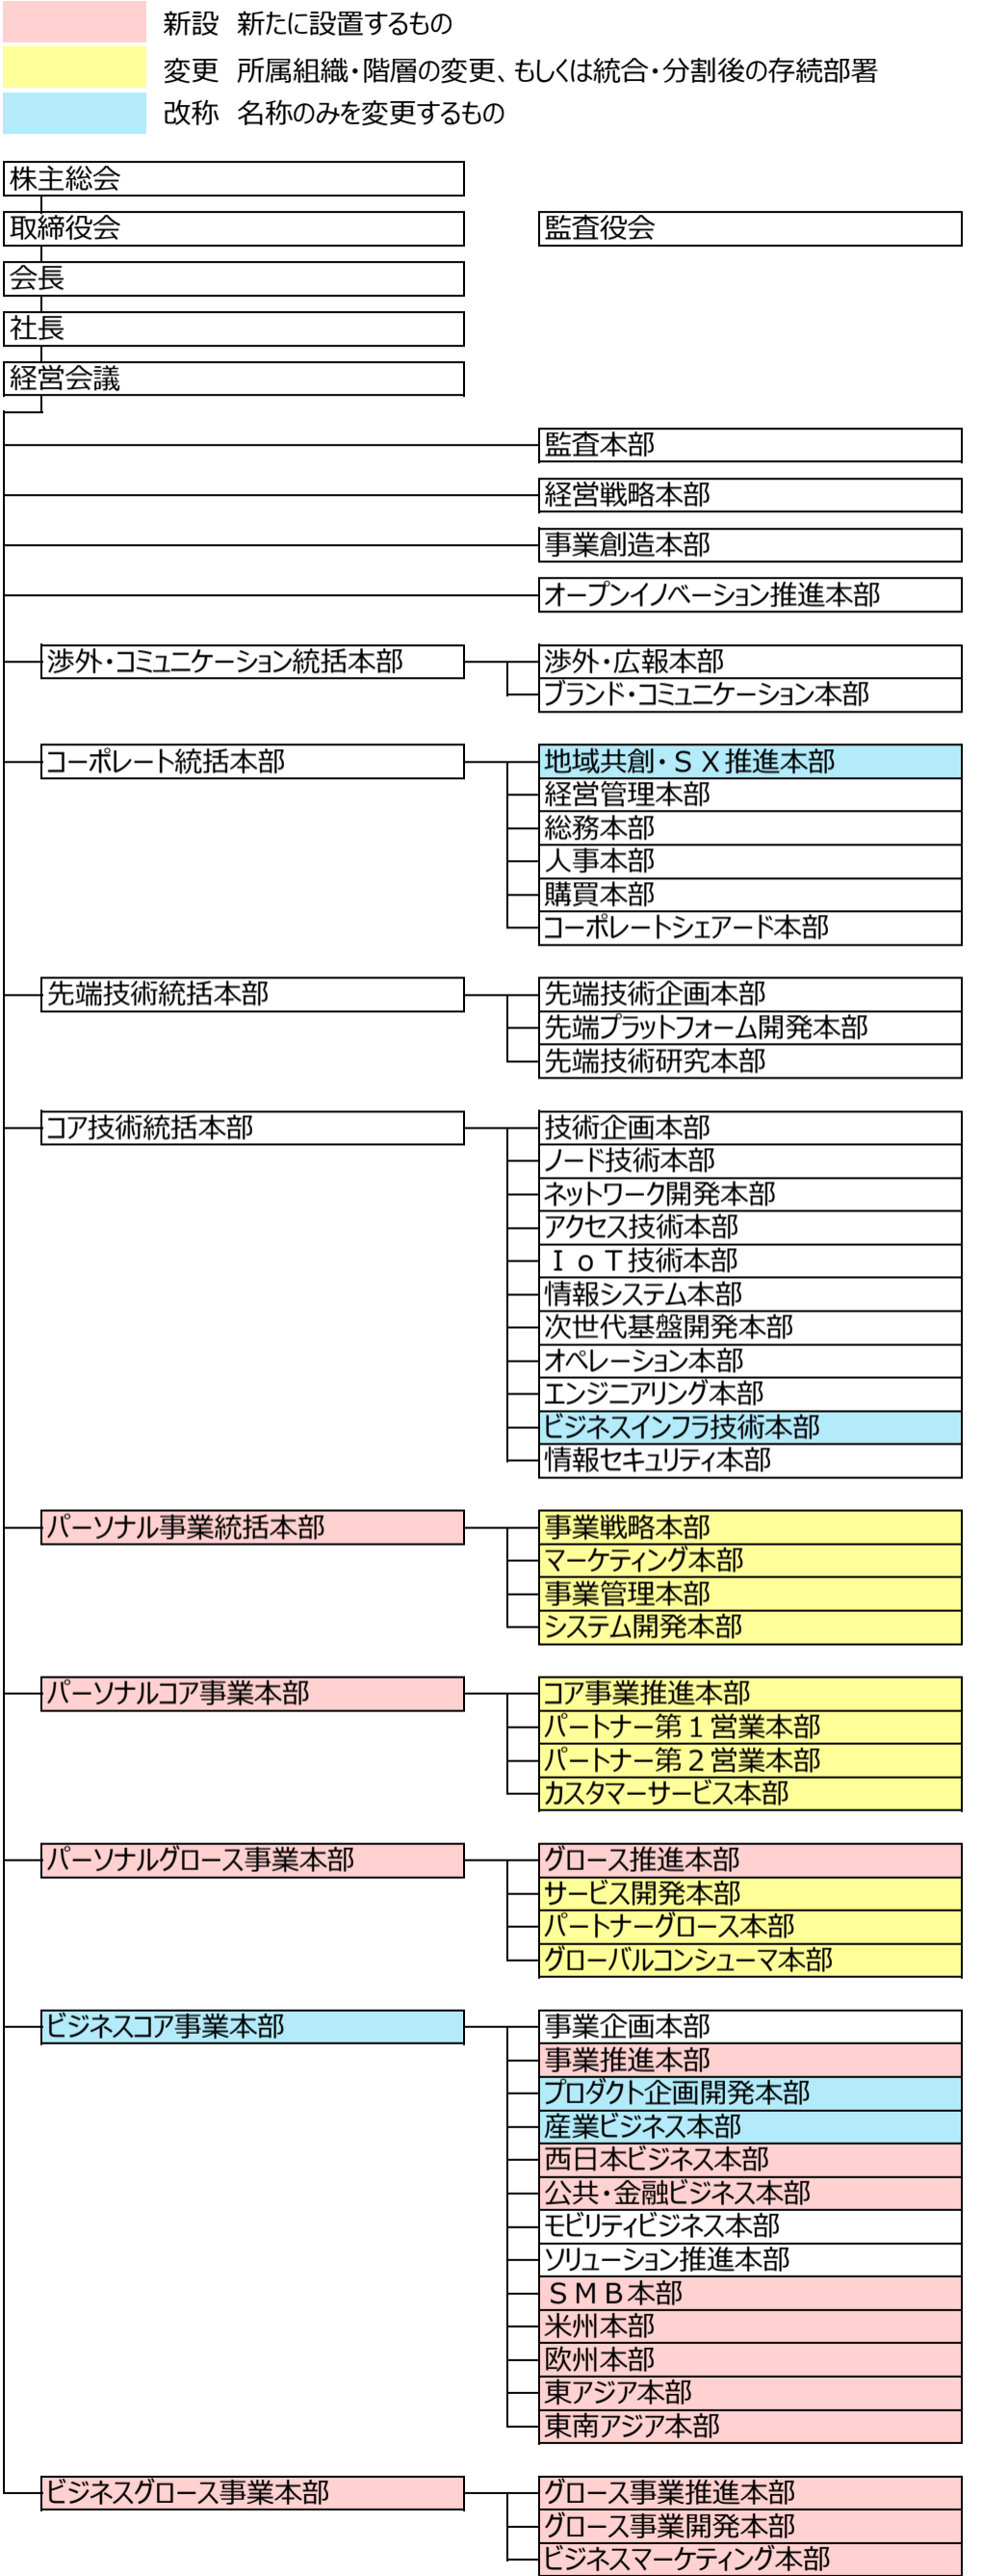 新設 新たに設置するもの
変更 所属組織・階層の変更、もしくは統合・分割後の存続部署
改称 名称のみを変更するもの
株主総会
取締役会
監査役会
会長
社長
経営会議
監査本部
経営戦略本部
事業創造本部
オープンイノベーション推進本部
渉外・コミュニケーション統括本部
渉外・広報本部
ブランド・コミュニケーション本部
コーポレート統括本部
地域共創・ＳＸ推進本部
経営管理本部
総務本部
人事本部
購買本部
コーポレートシェアード本部
先端技術統括本部
先端技術企画本部
先端プラットフォーム開発本部
先端技術研究本部
コア技術統括本部
技術企画本部
ノード技術本部
ネットワーク開発本部
アクセス技術本部
ＩｏＴ技術本部
情報システム本部
次世代基盤開発本部
オペレーション本部
エンジニアリング本部
ビジネスインフラ技術本部
情報セキュリティ本部
パーソナル事業統括本部
事業戦略本部
マーケティング本部
事業管理本部
システム開発本部
パーソナルコア事業本部
コア事業推進本部
パートナー第１営業本部
パートナー第２営業本部
カスタマーサービス本部
パーソナルグロース事業本部
グロース推進本部
サービス開発本部
パートナーグロース本部
グローバルコンシューマ本部
ビジネスコア事業本部
事業企画本部
事業推進本部
プロダクト企画開発本部
産業ビジネス本部
西日本ビジネス本部
公共・金融ビジネス本部
モビリティビジネス本部
ソリューション推進本部
ＳＭＢ本部
米州本部
欧州本部
東アジア本部
東南アジア本部
ビジネスグロース事業本部
グロース事業推進本部
グロース事業開発本部
ビジネスマーケティング本部